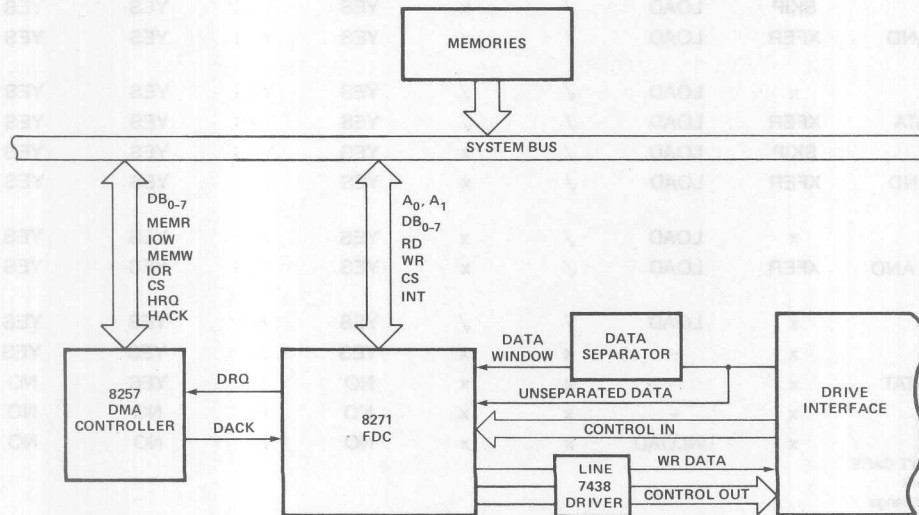 MEMORIES
SYSTEM BUS
DB0-7
MEMR
IOW
MEMW
IOR
CS
HRQ
HACK
A0, A1
DB0-7
RD
WR
CS
INT
8257
DMA
CONTROLLER
DRQ
DACK
8271
FDC
DATA
WINDOW
DATA
SEPARATOR
UNSEPARATED DATA
CONTROL IN
LINE
7438
DRIVER
WR DATA
CONTROL OUT
DRIVE
INTERFACE